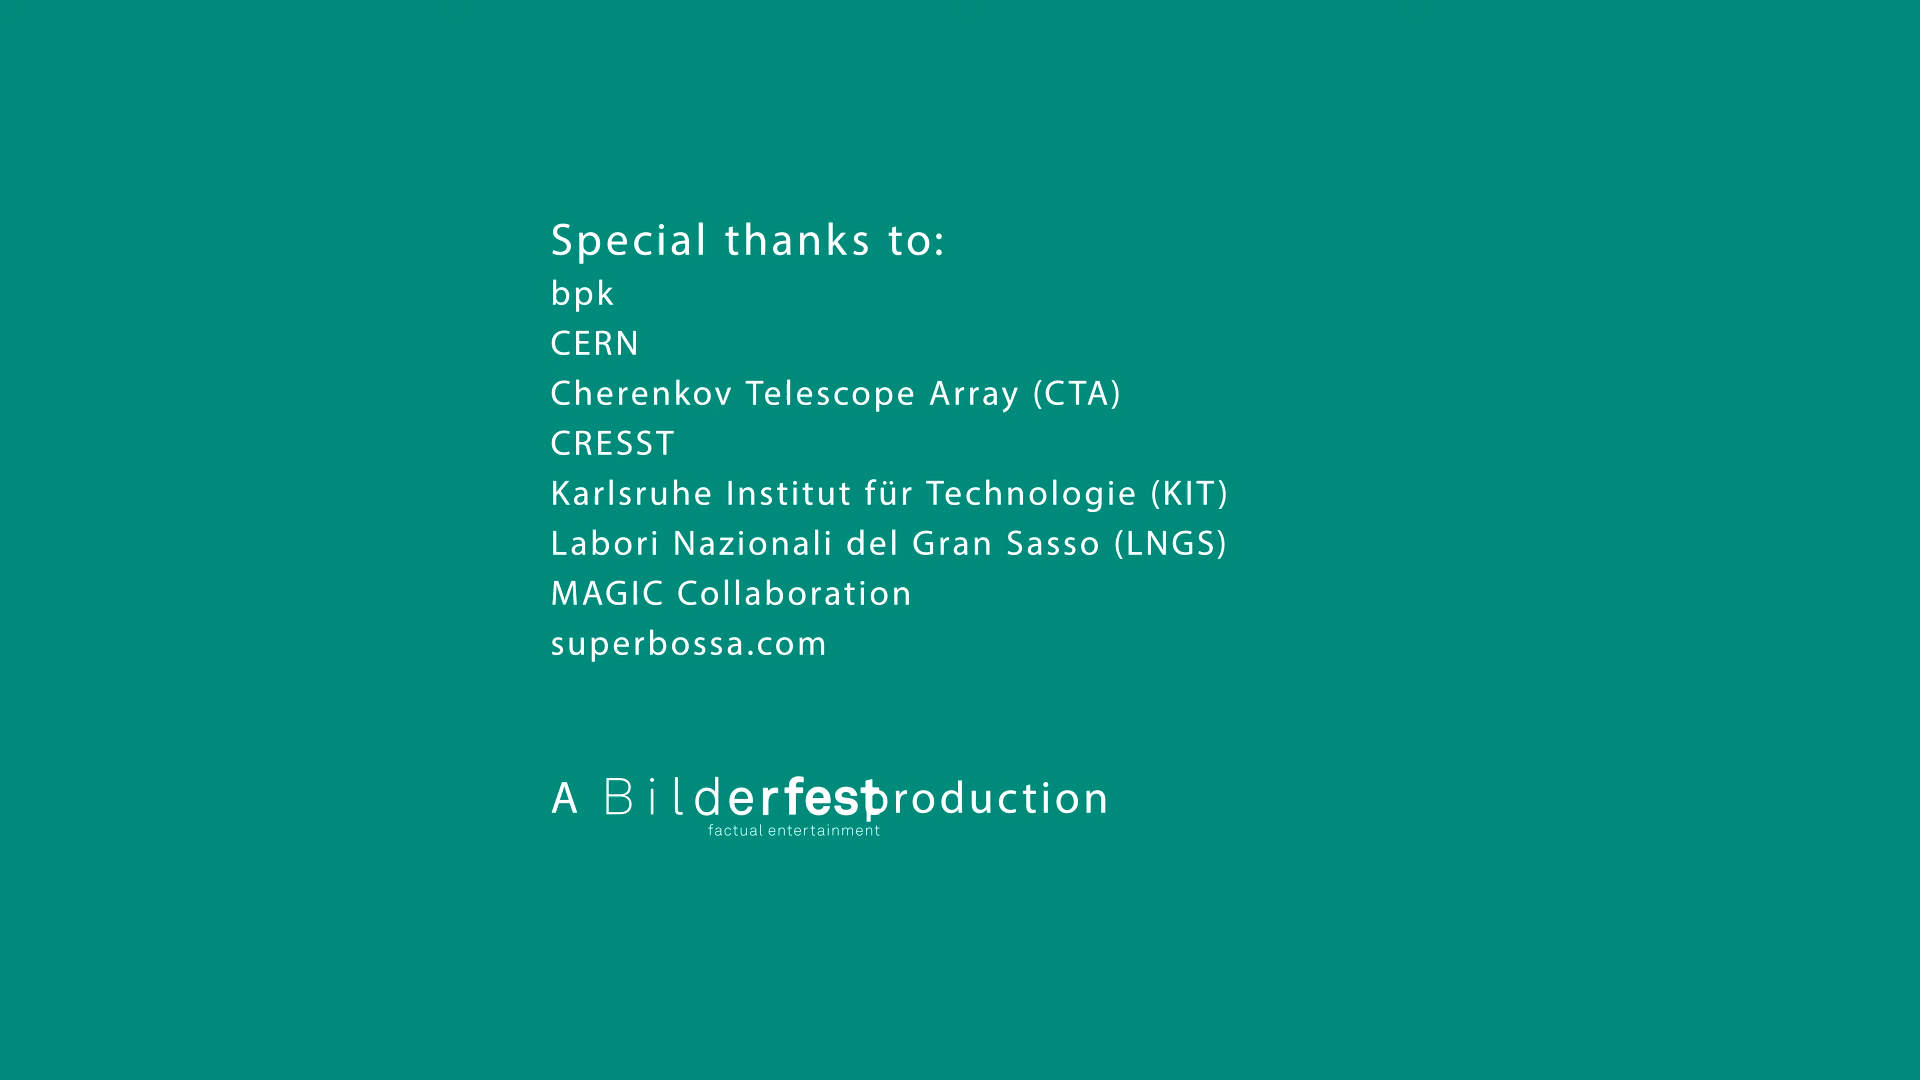 Special thanks to:
bpk
CERN
Cherenkov Telescope Array (CTA)
CRESST
Karlsruhe Institut für Technologie (KIT)
Labori Nazionali del Gran Sasso (LNGS)
MAGIC Collaboration
superbossa.com
A Bilderfest production
factual entertainment